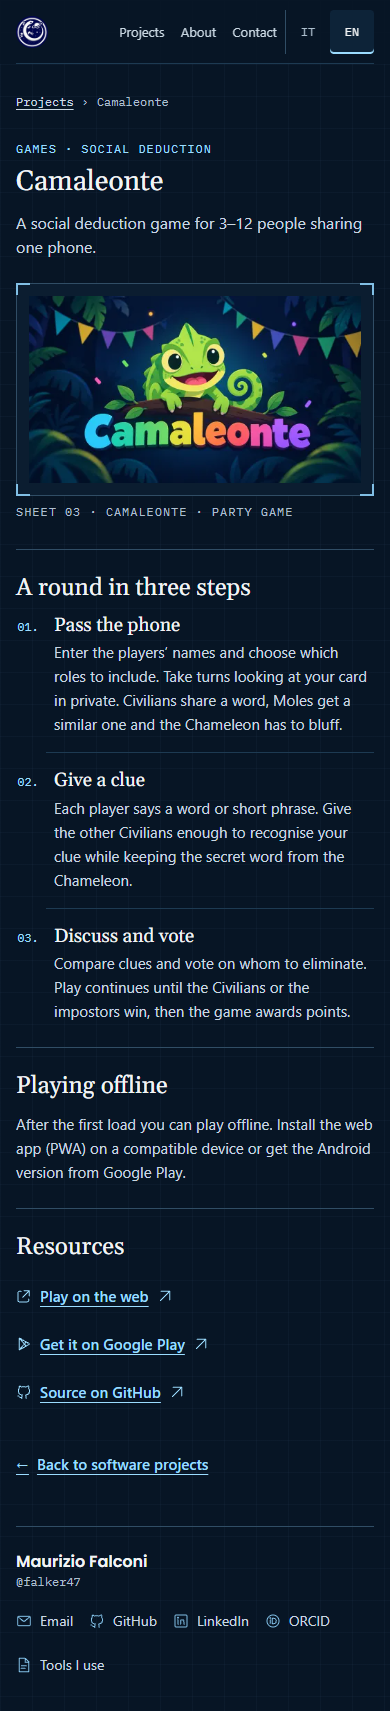 Projects About Contact IT EN
Projects › Camaleonte
GAMES · SOCIAL DEDUCTION
Camaleonte
A social deduction game for 3–12 people sharing
one phone.
Camaleonte
SHEET 03 · CAMALEONTE · PARTY GAME
A round in three steps
01. Pass the phone
Enter the players’ names and choose which
roles to include. Take turns looking at your card
in private. Civilians share a word, Moles get a
similar one and the Chameleon has to bluff.
02. Give a clue
Each player says a word or short phrase. Give
the other Civilians enough to recognise your
clue while keeping the secret word from the
Chameleon.
03. Discuss and vote
Compare clues and vote on whom to eliminate.
Play continues until the Civilians or the
impostors win, then the game awards points.
Playing offline
After the first load you can play offline. Install the web
app (PWA) on a compatible device or get the Android
version from Google Play.
Resources
Play on the web
Get it on Google Play
Source on GitHub
← Back to software projects
Maurizio Falconi
@falker47
Email GitHub LinkedIn ORCID
Tools I use